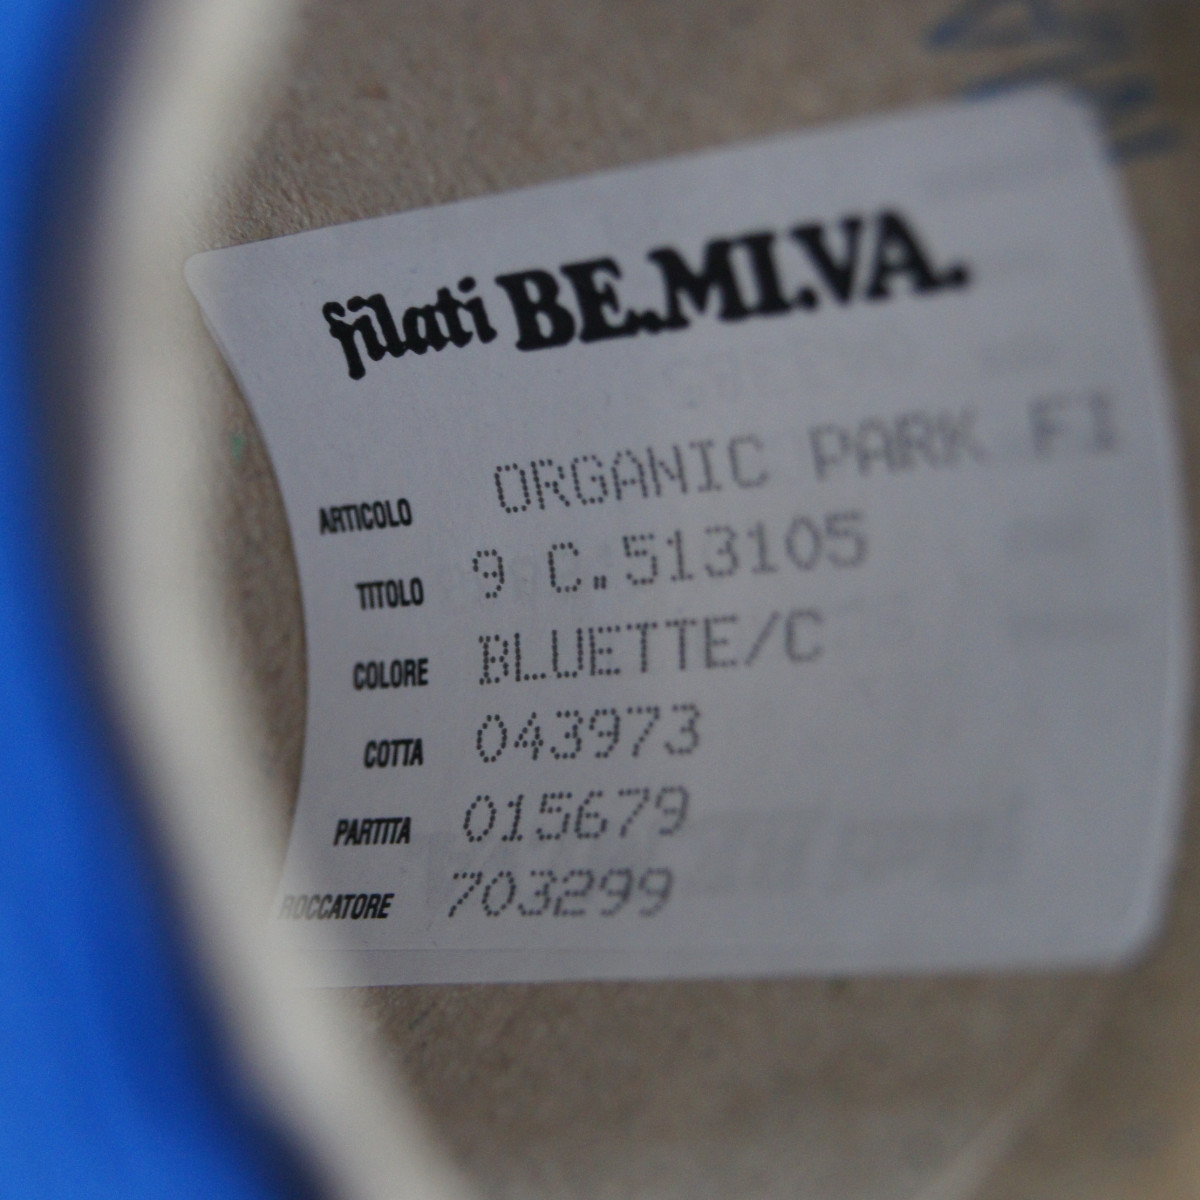 filati BE.MI.VA.
ARTICOLO ORGANIC PARK FI
TITOLO 9 C.513105
COLORE BLUETTE/C
COTTA 043973
PARTITA 015679
ROCCATORE 703299